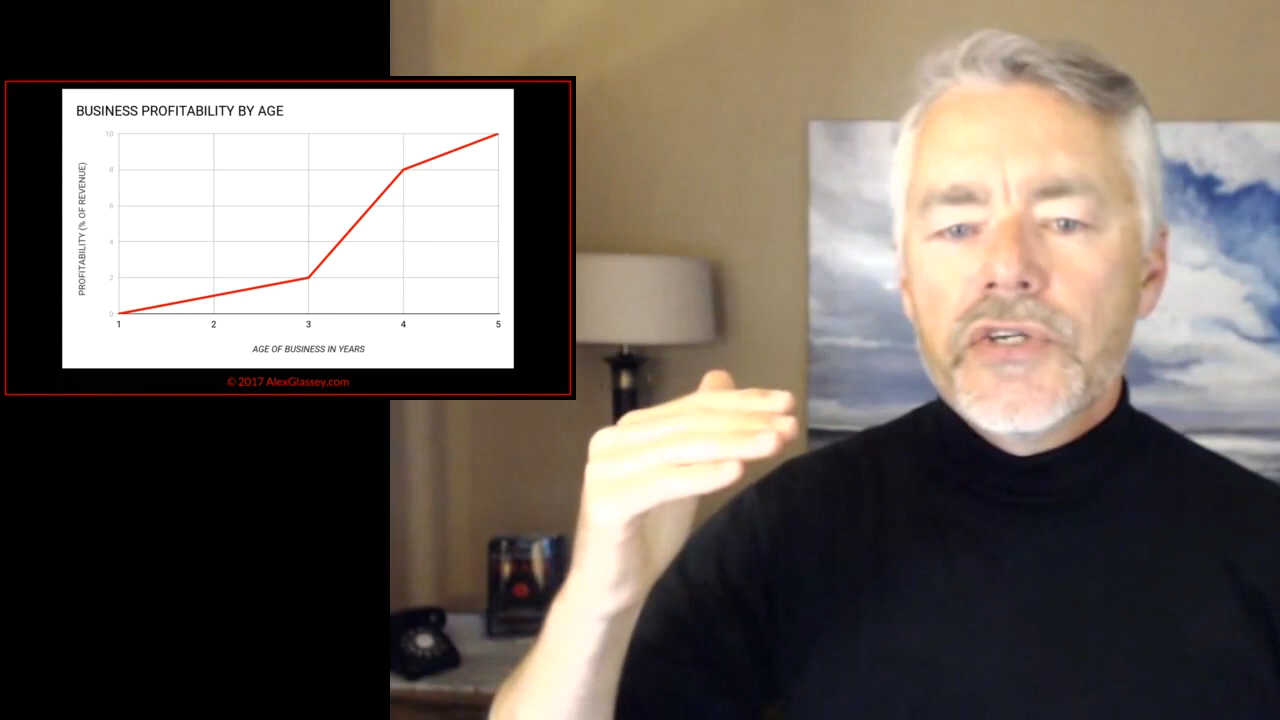 BUSINESS PROFITABILITY BY AGE
PROFITABILITY (% OF REVENUE)
10
8
6
4
2
0
1 2 3 4 5
AGE OF BUSINESS IN YEARS
© 2017 AlexGlassey.com